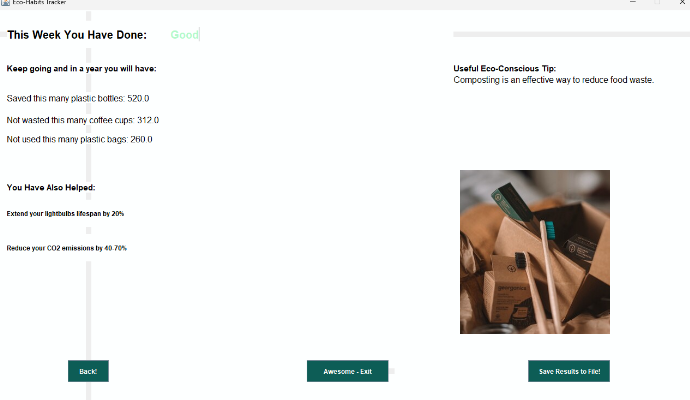 Eco-Habits Tracker
This Week You Have Done: Good
Keep going and in a year you will have:
Saved this many plastic bottles: 520.0
Not wasted this many coffee cups: 312.0
Not used this many plastic bags: 260.0
You Have Also Helped:
Extend your lightbulbs lifespan by 20%
Reduce your CO2 emissions by 40-70%
Useful Eco-Conscious Tip:
Composting is an effective way to reduce food waste.
Back!
Awesome - Exit
Save Results to File!